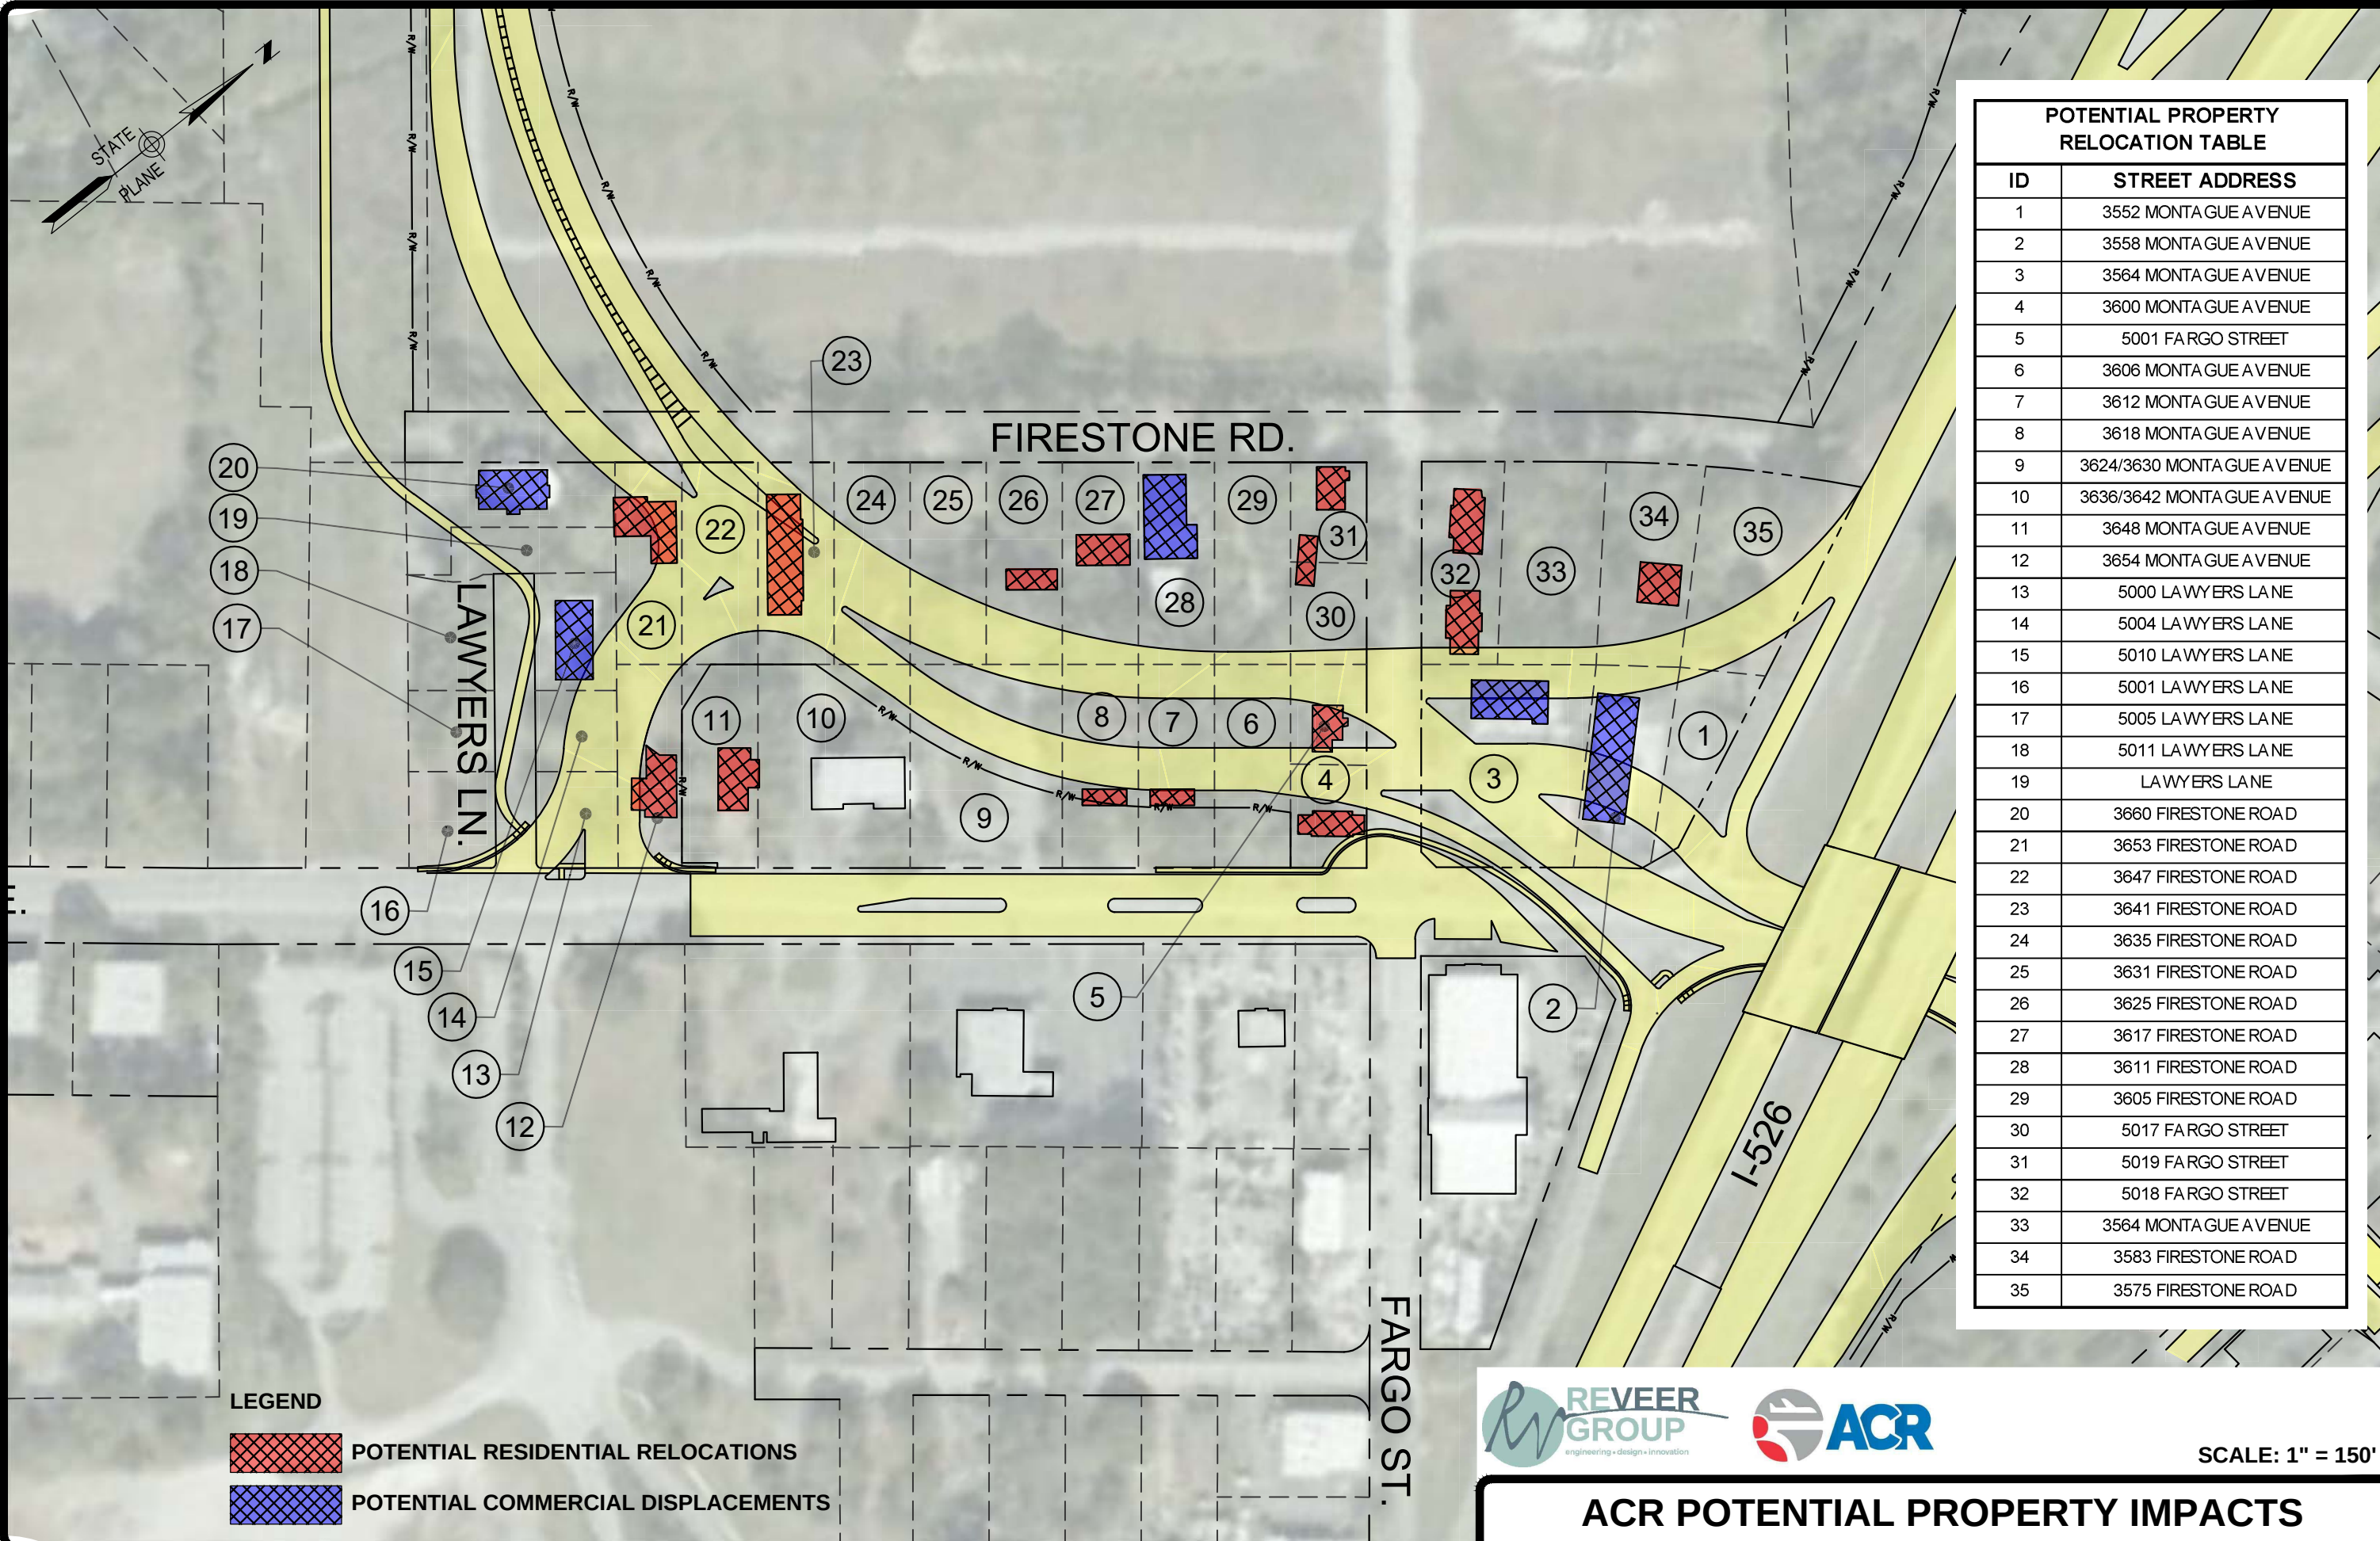 STATE
PLANE
N
R/W
R/W
R/W
R/W
R/W
R/W
R/W
R/W
R/W
R/W
R/W
R/W
FIRESTONE RD.
23
20
19
18
17
22
24
25
26
27
29
31
28
30
21
32
33
34
35
LAWYERS LN.
11
10
8
7
6
4
3
1
9
R/W
R/W
R/W
R/W
R/W
R/W
E.
16
15
14
13
12
5
2
I-526
FARGO ST.
R/W
POTENTIAL PROPERTY
RELOCATION TABLE
ID STREET ADDRESS
1 3552 MONTAGUE AVENUE
2 3558 MONTAGUE AVENUE
3 3564 MONTAGUE AVENUE
4 3600 MONTAGUE AVENUE
5 5001 FARGO STREET
6 3606 MONTAGUE AVENUE
7 3612 MONTAGUE AVENUE
8 3618 MONTAGUE AVENUE
9 3624/3630 MONTAGUE AVENUE
10 3636/3642 MONTAGUE AVENUE
11 3648 MONTAGUE AVENUE
12 3654 MONTAGUE AVENUE
13 5000 LAWYERS LANE
14 5004 LAWYERS LANE
15 5010 LAWYERS LANE
16 5001 LAWYERS LANE
17 5005 LAWYERS LANE
18 5011 LAWYERS LANE
19 LAWYERS LANE
20 3660 FIRESTONE ROAD
21 3653 FIRESTONE ROAD
22 3647 FIRESTONE ROAD
23 3641 FIRESTONE ROAD
24 3635 FIRESTONE ROAD
25 3631 FIRESTONE ROAD
26 3625 FIRESTONE ROAD
27 3617 FIRESTONE ROAD
28 3611 FIRESTONE ROAD
29 3605 FIRESTONE ROAD
30 5017 FARGO STREET
31 5019 FARGO STREET
32 5018 FARGO STREET
33 3564 MONTAGUE AVENUE
34 3583 FIRESTONE ROAD
35 3575 FIRESTONE ROAD
LEGEND
POTENTIAL RESIDENTIAL RELOCATIONS
POTENTIAL COMMERCIAL DISPLACEMENTS
REVEER
GROUP
engineering • design • innovation
ACR
SCALE: 1" = 150'
ACR POTENTIAL PROPERTY IMPACTS